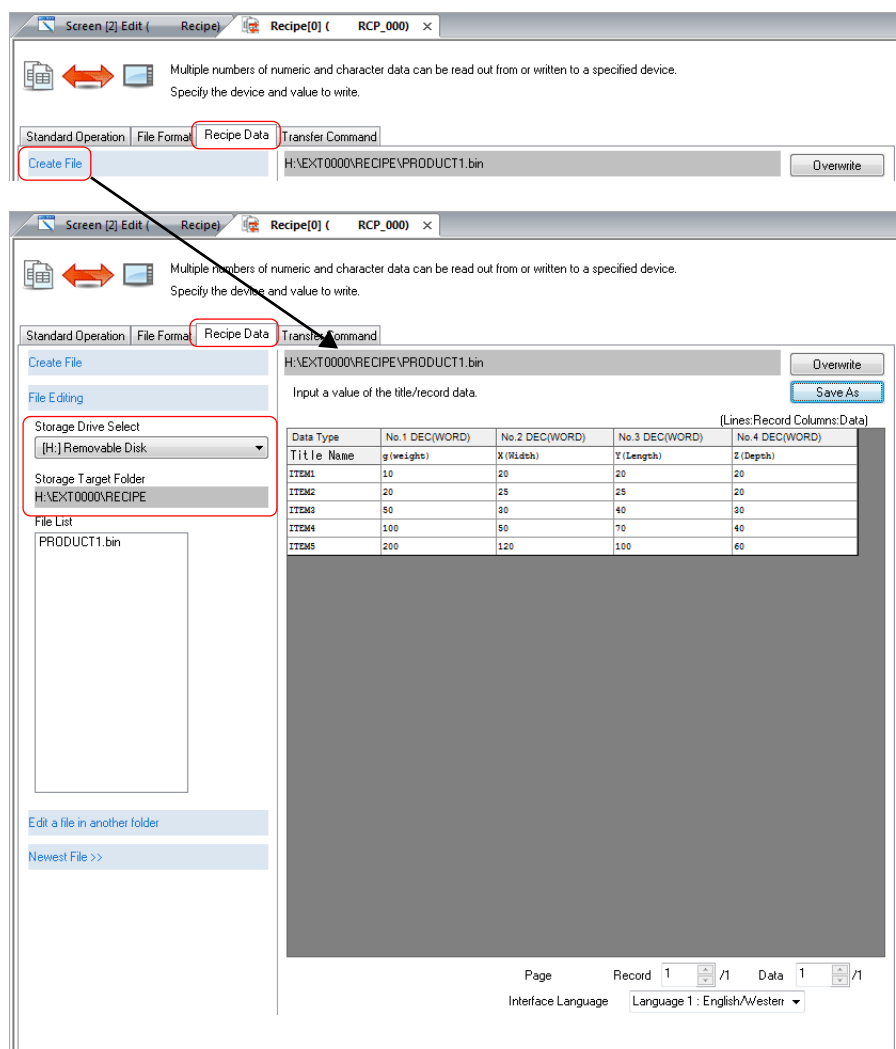 Screen [2] Edit ( Recipe) Recipe[0] ( RCP_000) ×
Multiple numbers of numeric and character data can be read out from or written to a specified device.
Specify the device and value to write.
Standard Operation File Format Recipe Data Transfer Command
Create File H:\EXT0000\RECIPE\PRODUCT1.bin Overwrite
Screen [2] Edit ( Recipe) Recipe[0] ( RCP_000) ×
Multiple numbers of numeric and character data can be read out from or written to a specified device.
Specify the device and value to write.
Standard Operation File Format Recipe Data Transfer Command
Create File H:\EXT0000\RECIPE\PRODUCT1.bin Overwrite
File Editing Input a value of the title/record data. Save As
(Lines:Record Columns:Data)
Storage Drive Select
[H:] Removable Disk
Storage Target Folder
H:\EXT0000\RECIPE
File List
PRODUCT1.bin
Data Type No.1 DEC(WORD) No.2 DEC(WORD) No.3 DEC(WORD) No.4 DEC(WORD)
Title Name g(weight) X(Width) Y(Length) Z(Depth)
ITEM1 10 20 20 20
ITEM2 20 25 25 20
ITEM3 50 30 40 30
ITEM4 100 50 70 40
ITEM5 200 120 100 60
Edit a file in another folder
Newest File >>
Page Record 1 /1 Data 1 /1
Interface Language Language 1 : English/Western